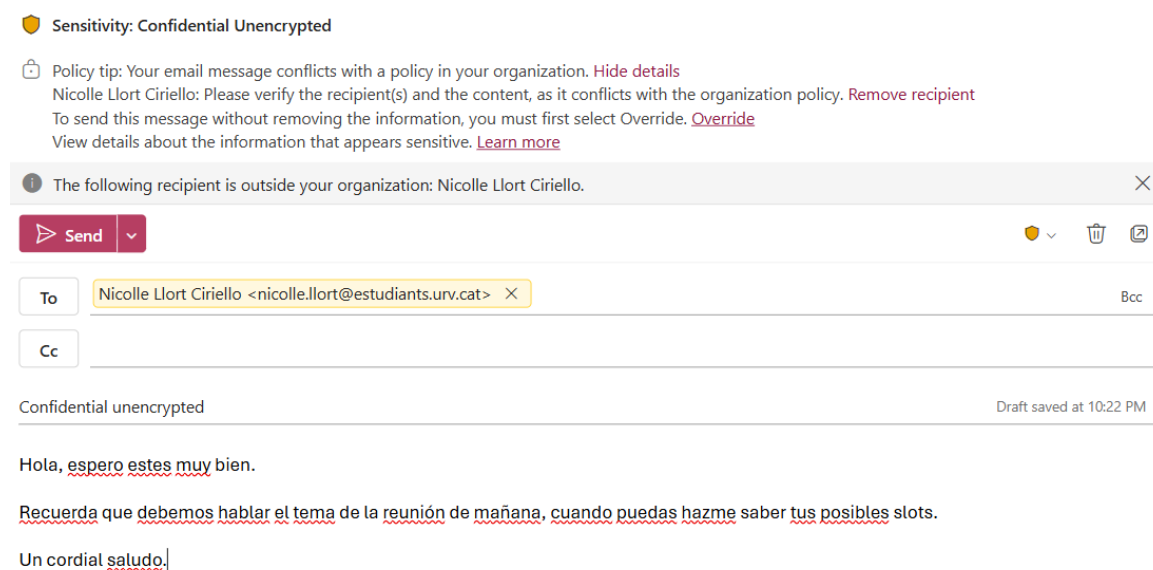 Sensitivity: Confidential Unencrypted
Policy tip: Your email message conflicts with a policy in your organization. Hide details
Nicolle Llort Ciriello: Please verify the recipient(s) and the content, as it conflicts with the organization policy. Remove recipient
To send this message without removing the information, you must first select Override. Override
View details about the information that appears sensitive. Learn more
The following recipient is outside your organization: Nicolle Llort Ciriello.
Send
To
Nicolle Llort Ciriello <nicolle.llort@estudiants.urv.cat>
Bcc
Cc
Confidential unencrypted
Draft saved at 10:22 PM
Hola, espero estes muy bien.
Recuerda que debemos hablar el tema de la reunión de mañana, cuando puedas hazme saber tus posibles slots.
Un cordial saludo.